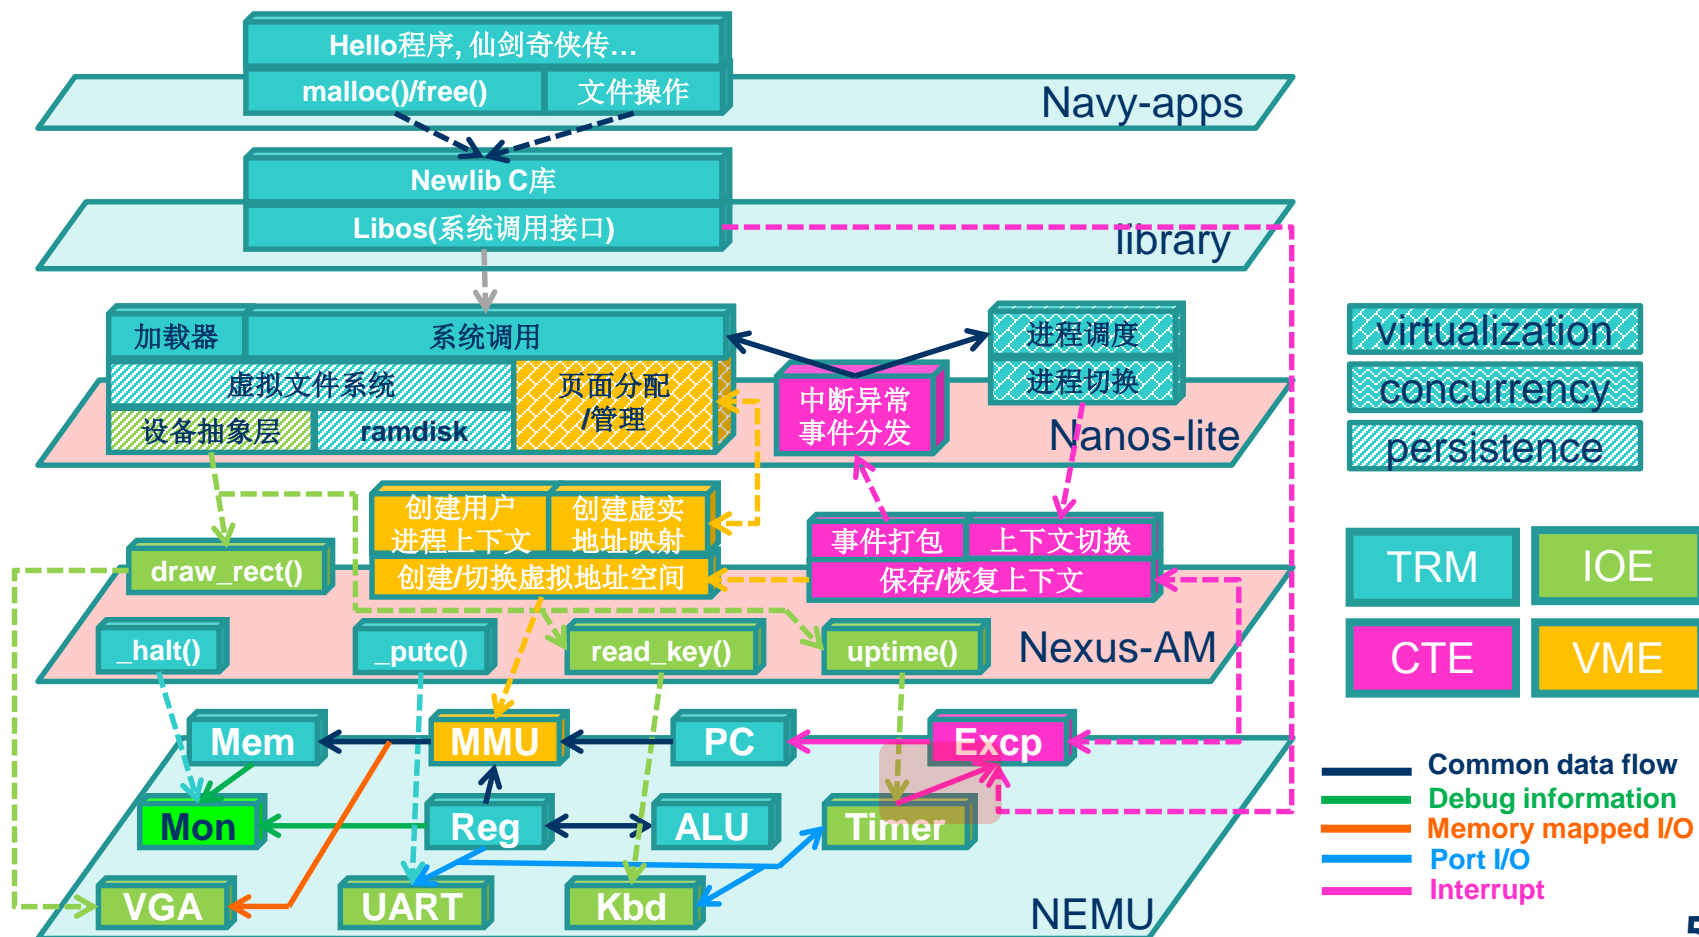 Hello程序, 仙剑奇侠传...
malloc()/free()
文件操作
Navy-apps
Newlib C库
Libos(系统调用接口)
library
加载器
系统调用
进程调度
virtualization
虚拟文件系统
页面分配
/管理
中断异常
事件分发
进程切换
concurrency
设备抽象层
ramdisk
Nanos-lite
persistence
创建用户
进程上下文
创建虚实
地址映射
事件打包
上下文切换
draw_rect()
创建/切换虚拟地址空间
保存/恢复上下文
TRM
IOE
_halt()
_putc()
read_key()
uptime()
Nexus-AM
CTE
VME
Mem
MMU
PC
Excp
Common data flow
Debug information
Memory mapped I/O
Port I/O
Interrupt
Mon
Reg
ALU
Timer
VGA
UART
Kbd
NEMU